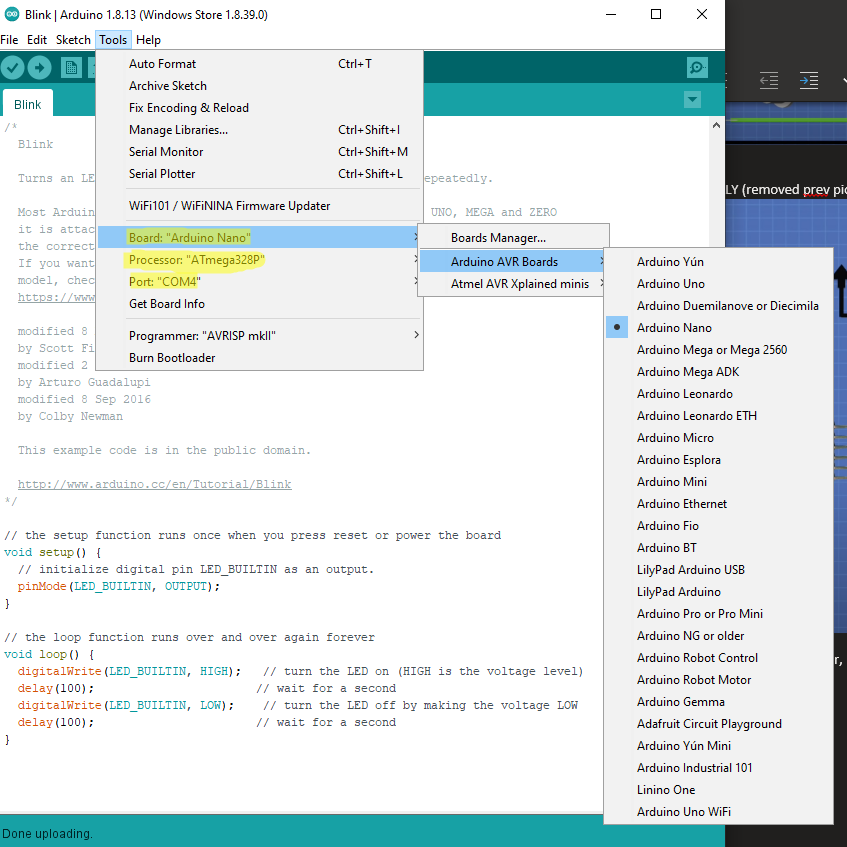 Blink | Arduino 1.8.13 (Windows Store 1.8.39.0)
File Edit Sketch Tools Help
Blink
Auto Format Ctrl+T
Archive Sketch
Fix Encoding & Reload
Manage Libraries... Ctrl+Shift+I
Serial Monitor Ctrl+Shift+M
Serial Plotter Ctrl+Shift+L
WiFi101 / WiFiNINA Firmware Updater
Board: "Arduino Nano"
Processor: "ATmega328P"
Port: "COM4"
Get Board Info
Programmer: "AVRISP mkII"
Burn Bootloader
Boards Manager...
Arduino AVR Boards
Atmel AVR Xplained minis
Arduino Yún
Arduino Uno
Arduino Duemilanove or Diecimila
Arduino Nano
Arduino Mega or Mega 2560
Arduino Mega ADK
Arduino Leonardo
Arduino Leonardo ETH
Arduino Micro
Arduino Esplora
Arduino Mini
Arduino Ethernet
Arduino Fio
Arduino BT
LilyPad Arduino USB
LilyPad Arduino
Arduino Pro or Pro Mini
Arduino NG or older
Arduino Robot Control
Arduino Robot Motor
Arduino Gemma
Adafruit Circuit Playground
Arduino Yún Mini
Arduino Industrial 101
Linino One
Arduino Uno WiFi
/*
Blink
Turns an LE epeatedly.
Most Arduin UNO, MEGA and ZERO
it is attac
the correct
If you want
model, chec
https://www
modified 8
by Scott Fi
modified 2
by Arturo Guadalupi
modified 8 Sep 2016
by Colby Newman
This example code is in the public domain.
http://www.arduino.cc/en/Tutorial/Blink
*/
// the setup function runs once when you press reset or power the board
void setup() {
// initialize digital pin LED_BUILTIN as an output.
pinMode(LED_BUILTIN, OUTPUT);
}
// the loop function runs over and over again forever
void loop() {
digitalWrite(LED_BUILTIN, HIGH); // turn the LED on (HIGH is the voltage level)
delay(100); // wait for a second
digitalWrite(LED_BUILTIN, LOW); // turn the LED off by making the voltage LOW
delay(100); // wait for a second
}
Done uploading.
LY (removed prev pic
r,